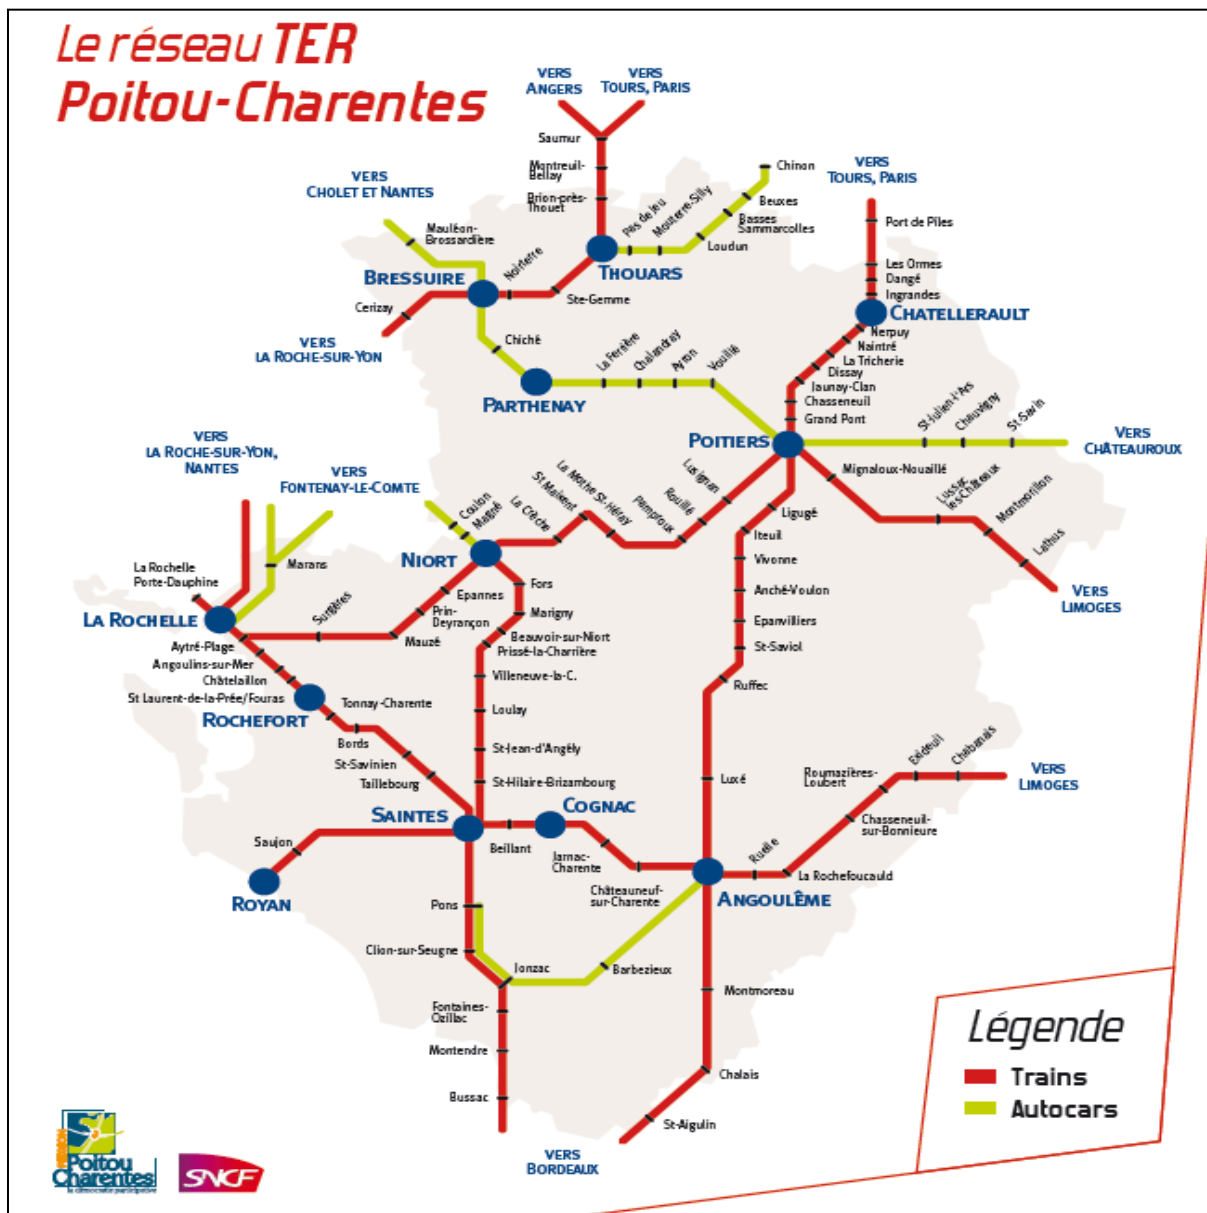 Le réseau TER
Poitou-Charentes
VERS
ANGERS
VERS
TOURS, PARIS
Saumur
Montreuil-
Bellay
Brion-près-
Thouet
VERS
CHOLET ET NANTES
Mauléon-
Brossardière
Pas de Jeu
Mouterre-Silly
Chinon
Beuxes
Basses
Sammarcolles
Loudun
VERS
TOURS, PARIS
Port de Piles
Les Ormes
Dangé
Ingrandes
CHATELLERAULT
THOUARS
BRESSUIRE
Noirterre
Ste-Gemme
Cerizay
VERS
LA ROCHE-SUR-YON
Chiché
PARTHENAY
La Ferrière
Chalandray
Ayron
Vouillé
Nerpuy
Naintré
La Tricherie
Dissay
Jaunay-Clan
Chasseneuil
Grand Pont
POITIERS
St-Julien-l'Ars
Chauvigny
St-Savin
VERS
CHÂTEAUROUX
Mignaloux-Nouaillé
Lussac
les-Châteaux
Montmorillon
Lathus
VERS
LIMOGES
VERS
LA ROCHE-SUR-YON,
NANTES
VERS
FONTENAY-LE-COMTE
Coulon
Magné
La Crèche
St Maixent
La Mothe St-Héray
Pamproux
Rouillé
Lusignan
Ligugé
Iteuil
Vivonne
Anché-Voulon
Epanvilliers
St-Saviol
Ruffec
NIORT
La Rochelle
Porte-Dauphine
Marans
LA ROCHELLE
Surgères
Mauzé
Prin-
Deyrançon
Epannes
Fors
Marigny
Beauvoir-sur-Niort
Prissé-la-Charrière
Villeneuve-la-C.
Loulay
St-Jean-d'Angély
St-Hilaire-Brizambourg
Aytré-Plage
Angoulins-sur-Mer
Châtelaillon
St Laurent-de-la-Prée/Fouras
ROCHEFORT
Tonnay-Charente
Bords
St-Savinien
Taillebourg
SAINTES
COGNAC
Beillant
Jarnac-
Charente
Châteauneuf-
sur-Charente
Luxé
ANGOULÊME
Ruelle
La Rochefoucauld
Chasseneuil-
sur-Bonnieure
Roumazières-
Loubert
Exideuil
Chabanais
VERS
LIMOGES
Saujon
ROYAN
Pons
Clion-sur-Seugne
Jonzac
Barbezieux
Fontaines-
Ozillac
Montendre
Bussac
Montmoreau
Chalais
St-Aigulin
VERS
BORDEAUX
Légende
Trains
Autocars
RÉGION
Poitou
Charentes
la démocratie participative
SNCF